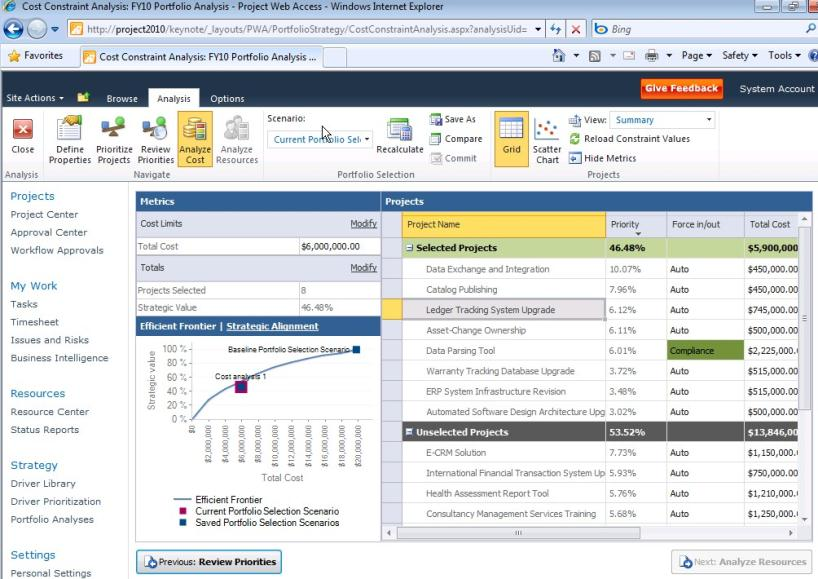 Cost Constraint Analysis: FY10 Portfolio Analysis - Project Web Access - Windows Internet Explorer
http://project2010/keynote/_layouts/PWA/PortfolioStrategy/CostConstraintAnalysis.aspx?analysisUid=
Bing
Favorites
Cost Constraint Analysis: FY10 Portfolio Analysis ...
Page
Safety
Tools
Site Actions
Browse
Analysis
Options
Give Feedback
System Account
Close
Define Properties
Prioritize Projects
Review Priorities
Analyze Cost
Analyze Resources
Scenario:
Current Portfolio Sel
Recalculate
Save As
Compare
Commit
Grid
Scatter Chart
View: Summary
Reload Constraint Values
Hide Metrics
Analysis
Navigate
Portfolio Selection
Projects
Projects
Project Center
Approval Center
Workflow Approvals
My Work
Tasks
Timesheet
Issues and Risks
Business Intelligence
Resources
Resource Center
Status Reports
Strategy
Driver Library
Driver Prioritization
Portfolio Analyses
Settings
Personal Settings
Metrics
Cost Limits Modify
Total Cost $6,000,000.00
Totals Modify
Projects Selected 8
Strategic Value 46.48%
Efficient Frontier | Strategic Alignment
Strategic value
100 %
80 %
60 %
40 %
20 %
0 %
Baseline Portfolio Selection Scenario
Cost analysis 1
$0
$2,000,000
$4,000,000
$6,000,000
$8,000,000
$10,000,000
$12,000,000
$14,000,000
$16,000,000
$18,000,000
$20,000,000
Total Cost
Efficient Frontier
Current Portfolio Selection Scenario
Saved Portfolio Selection Scenarios
Projects
Project Name Priority Force in/out Total Cost
Selected Projects 46.48% $5,900,000
Data Exchange and Integration 10.07% Auto $450,000.00
Catalog Publishing 7.96% Auto $450,000.00
Ledger Tracking System Upgrade 6.12% Auto $745,000.00
Asset-Change Ownership 6.11% Auto $500,000.00
Data Parsing Tool 6.01% Compliance $2,225,000.
Warranty Tracking Database Upgrade 3.72% Auto $515,000.00
ERP System Infrastructure Revision 3.48% Auto $515,000.00
Automated Software Design Architecture Upg 3.02% Auto $500,000.00
Unselected Projects 53.52% $13,846,00
E-CRM Solution 7.73% Auto $1,150,000.
International Financial Transaction System Up 5.93% Auto $750,000.00
Health Assessment Report Tool 5.76% Auto $1,210,000.
Consultancy Management Services Training 5.68% Auto $1,250,000.
Previous: Review Priorities
Next: Analyze Resources